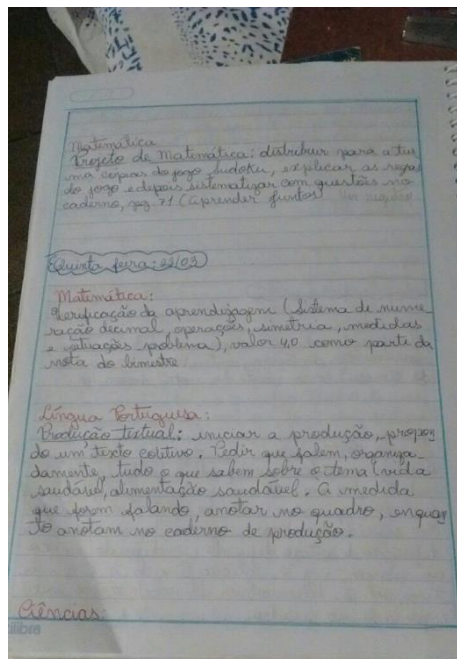 Matemática
Projeto de Matemática: distribuir para a tur
ma cópias do jogo Sudoku, explicar as regras
do jogo e depois sistematizar com questões no
caderno, pag. 71 (Aprender juntos)
Quinta feira: 22/03
Matemática:
Verificação da aprendizagem (Sistema de nume
ração decimal, operações, simetria, medidas
e situações problema), valor 4,0 como parte da
nota do bimestre.
Língua Portuguesa:
Produção textual: iniciar a produção, propon
do um texto coletivo. Pedir que falem, organiza_
damente, tudo o que sabem sobre o tema (vida
saudável, alimentação saudável. À medida
que forem falando, anotar no quadro, enquan
to anotam no caderno de produção.
Ciências: